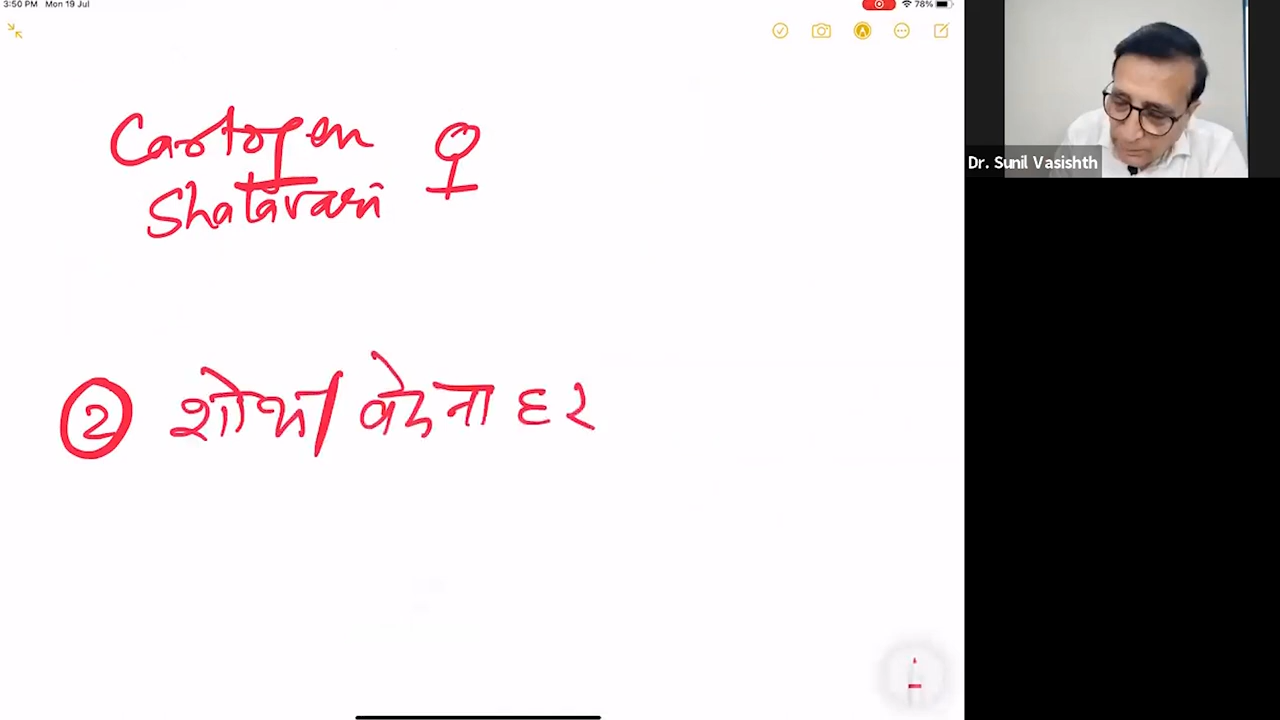 3:50 PM Mon 19 Jul
78%
Cartogen ♀
Shatavari
② शोथ / वेदना हर
Dr. Sunil Vasishth